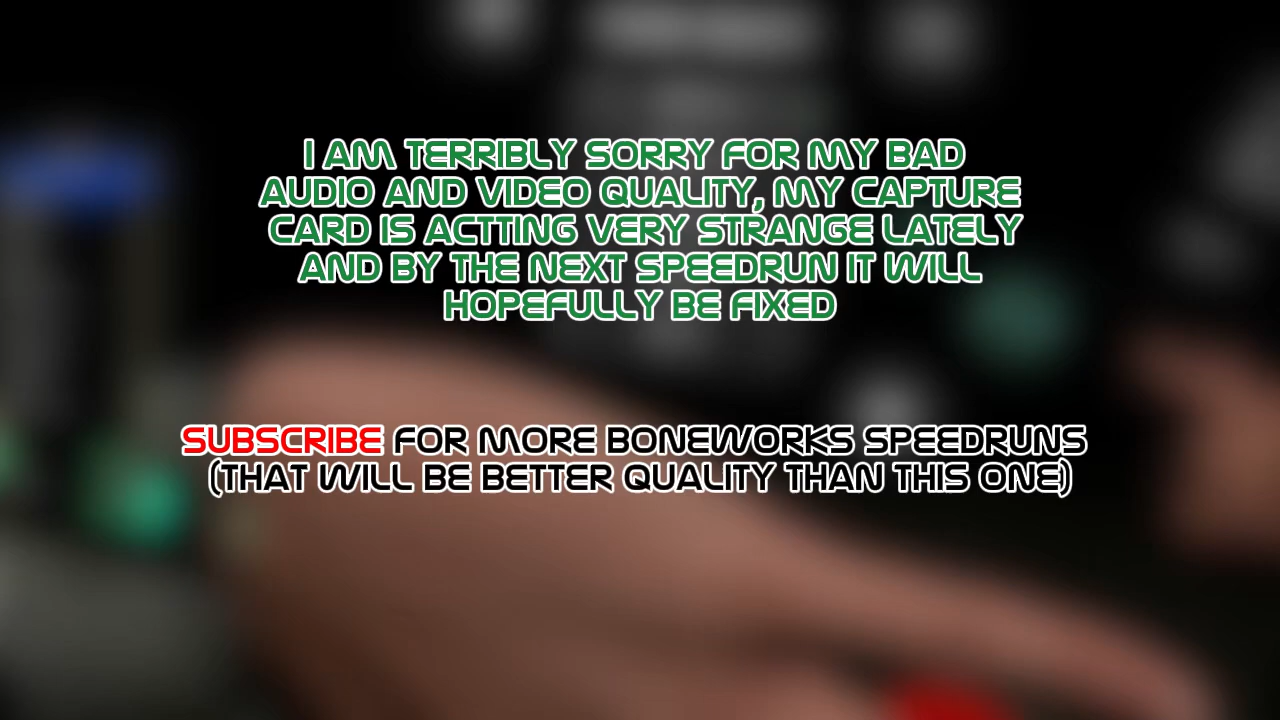 I AM TERRIBLY SORRY FOR MY BAD
AUDIO AND VIDEO QUALITY, MY CAPTURE
CARD IS ACTTING VERY STRANGE LATELY
AND BY THE NEXT SPEEDRUN IT WILL
HOPEFULLY BE FIXED
SUBSCRIBE FOR MORE BONEWORKS SPEEDRUNS
(THAT WILL BE BETTER QUALITY THAN THIS ONE)